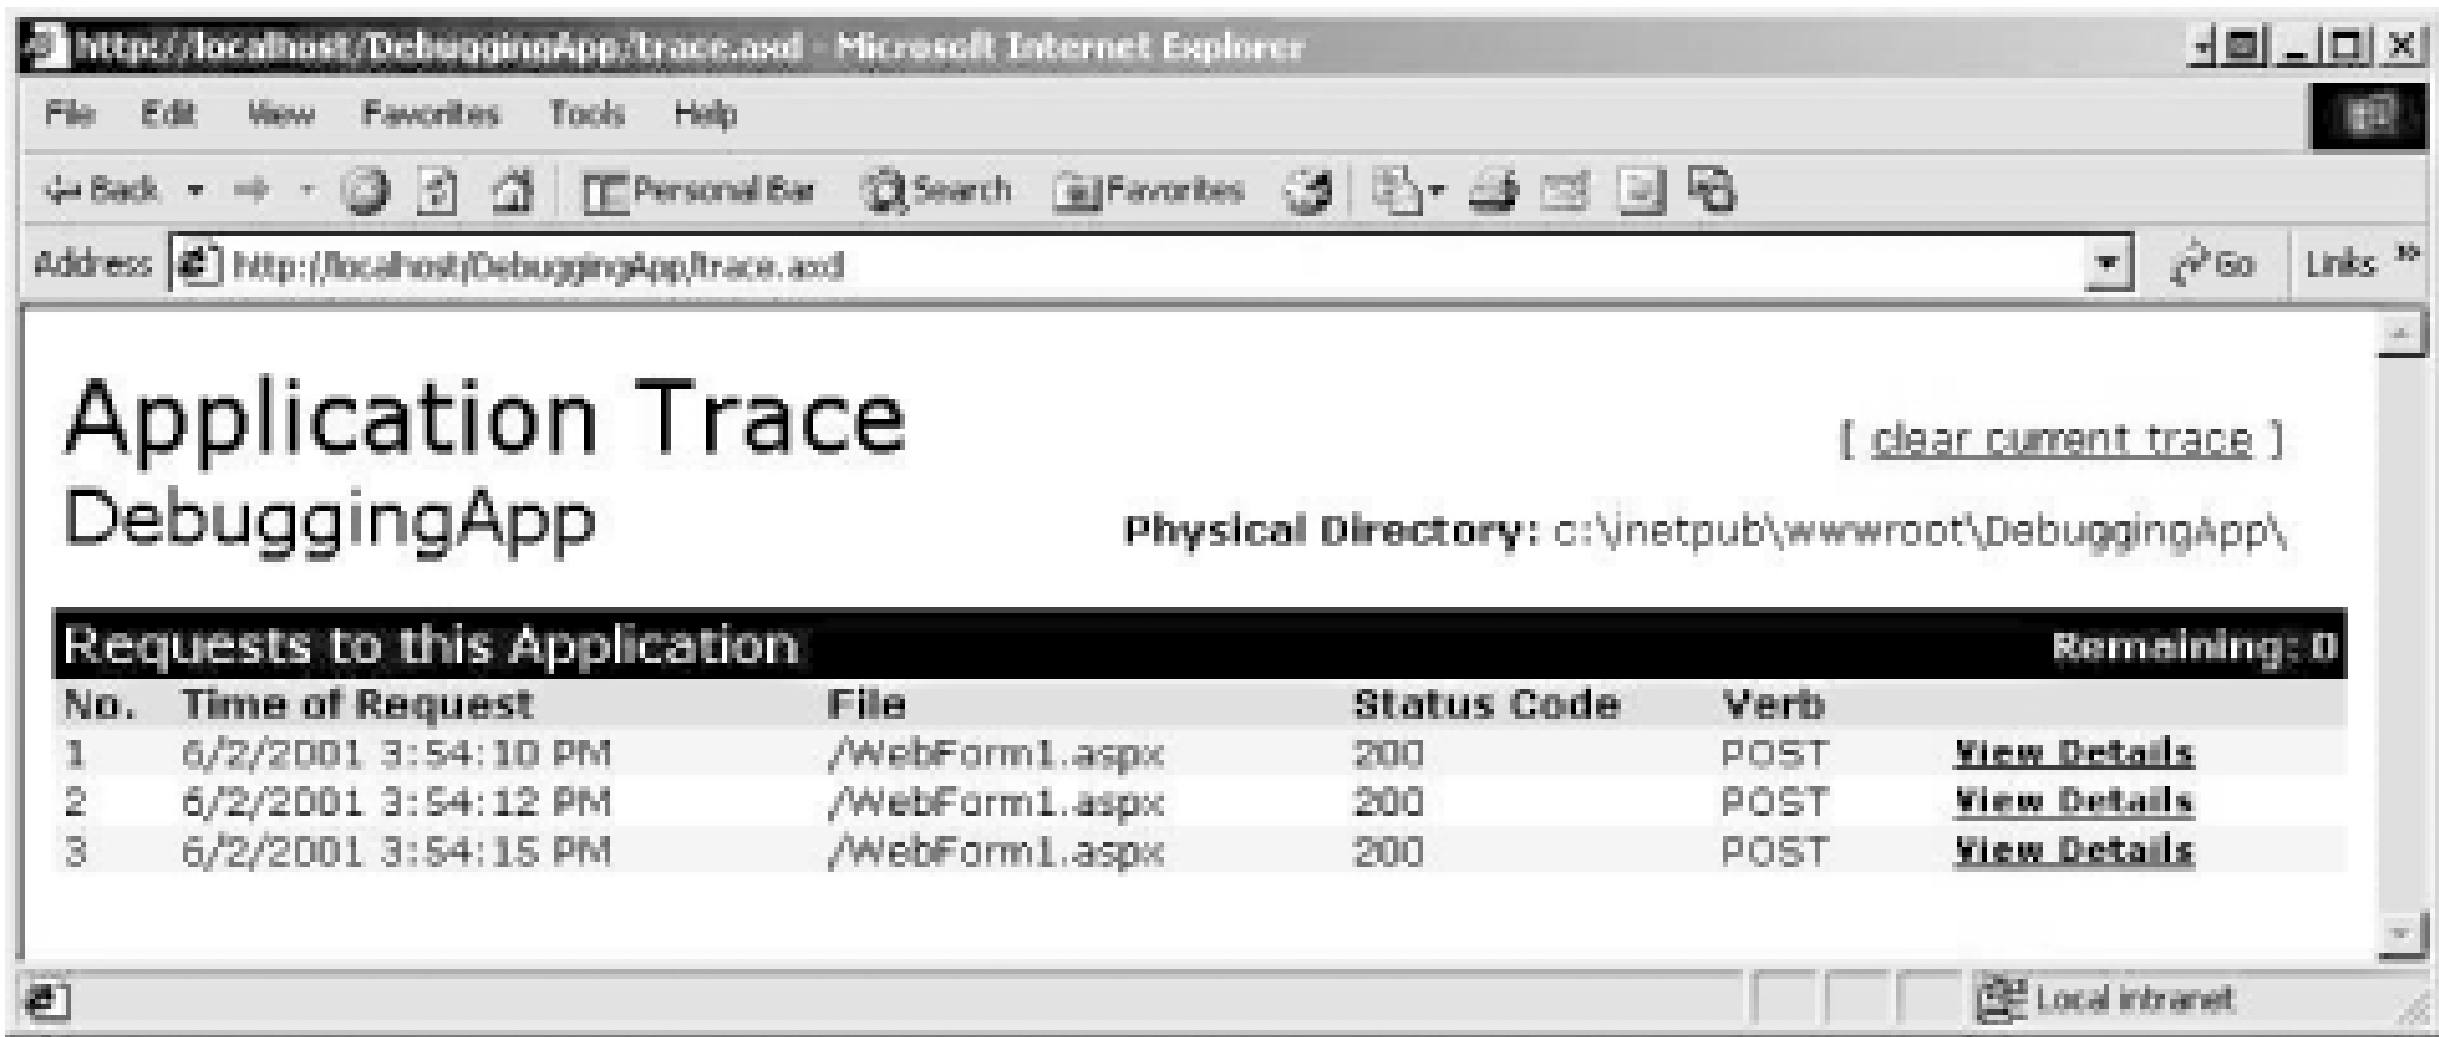 http://localhost/DebuggingApp/trace.axd - Microsoft Internet Explorer
File Edit View Favorites Tools Help
Back Personal Bar Search Favorites
Address http://localhost/DebuggingApp/trace.axd Go Links »
Application Trace
[ clear current trace ]
DebuggingApp
Physical Directory: c:\inetpub\wwwroot\DebuggingApp\
Requests to this Application Remaining: 0
No. Time of Request File Status Code Verb
1 6/2/2001 3:54:10 PM /WebForm1.aspx 200 POST View Details
2 6/2/2001 3:54:12 PM /WebForm1.aspx 200 POST View Details
3 6/2/2001 3:54:15 PM /WebForm1.aspx 200 POST View Details
Local intranet